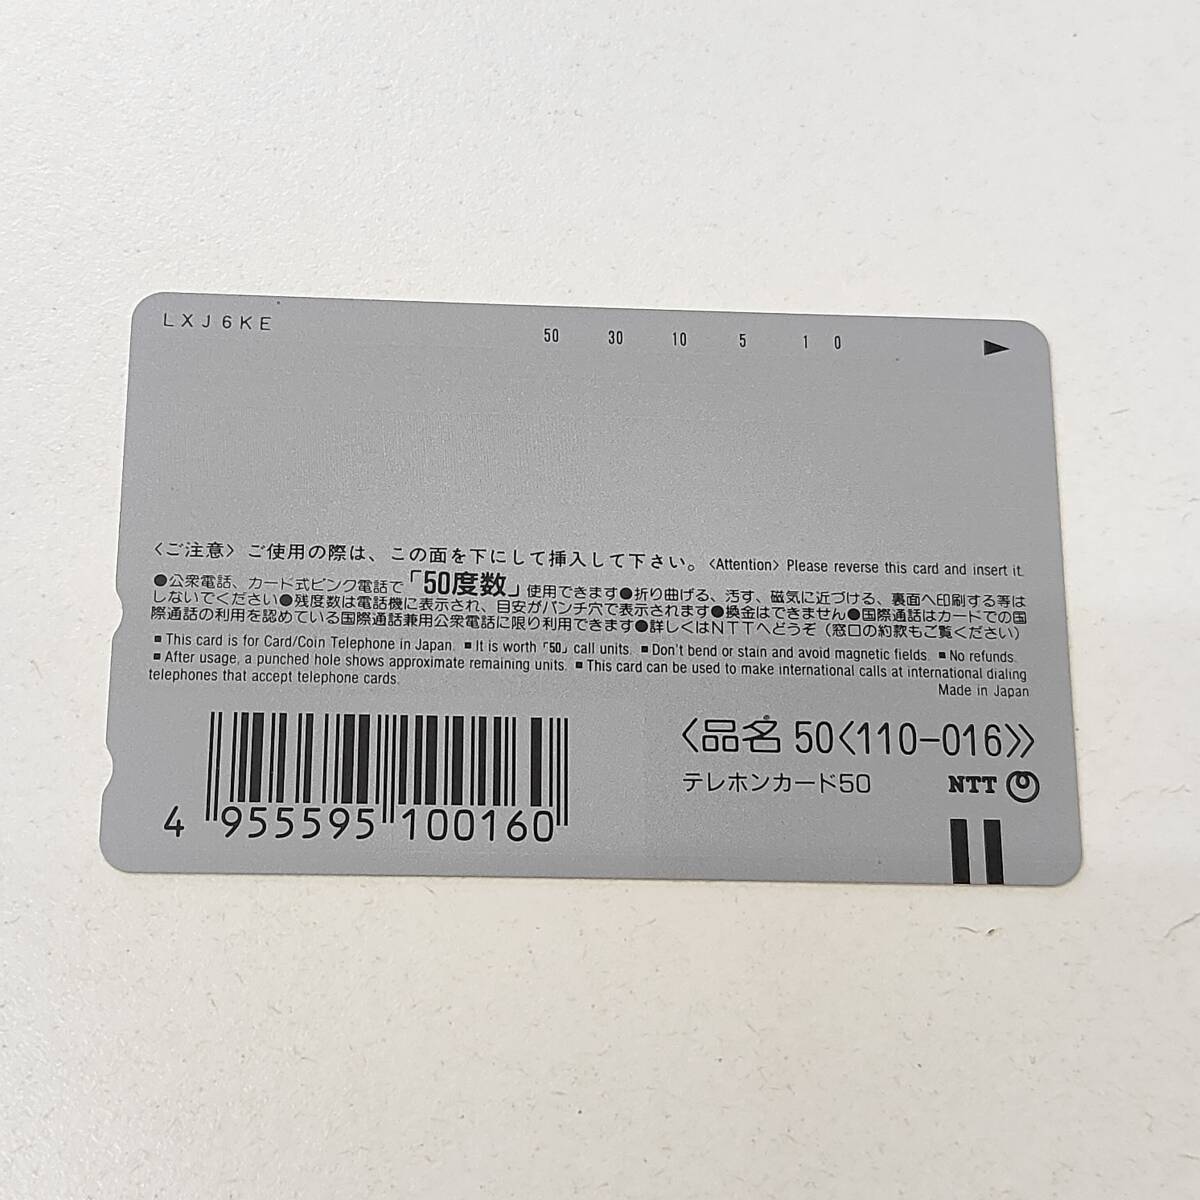 LXJ6KE
50 30 10 5 1 0 ▶
〈ご注意〉ご使用の際は、この面を下にして挿入して下さい。〈Attention〉Please reverse this card and insert it.
●公衆電話、カード式ピンク電話で「50度数」使用できます●折り曲げる、汚す、磁気に近づける、裏面へ印刷する等は
しないでください●残度数は電話機に表示され、目安がパンチ穴で表示されます●換金はできません●国際通話はカードでの国
際通話の利用を認めている国際通話兼用公衆電話に限り利用できます●詳しくはNTTへどうぞ（窓口の約款もご覧ください）
■This card is for Card/Coin Telephone in Japan. ■It is worth「50」call units. ■Don't bend or stain and avoid magnetic fields. ■No refunds.
■After usage, a punched hole shows approximate remaining units. ■This card can be used to make international calls at international dialing
telephones that accept telephone cards.
Made in Japan
〈品名 50〈110-016〉〉
テレホンカード50 NTT
4 955595 100160